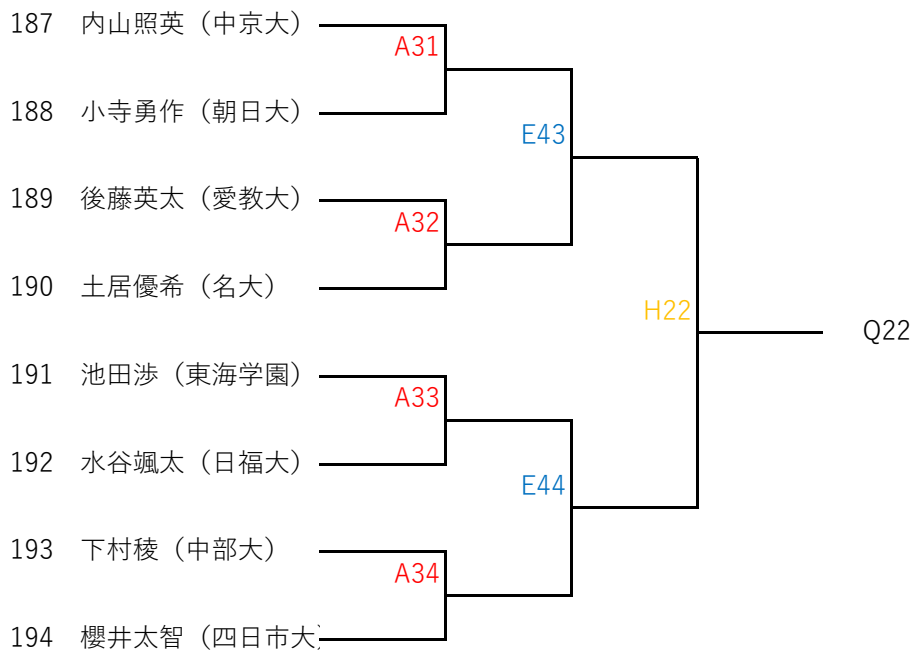 187 内山照英（中京大）
A31
188 小寺勇作（朝日大）
E43
189 後藤英太（愛教大）
A32
190 土居優希（名大）
H22
Q22
191 池田渉（東海学園）
A33
192 水谷颯太（日福大）
E44
193 下村稜（中部大）
A34
194 櫻井太智（四日市大）